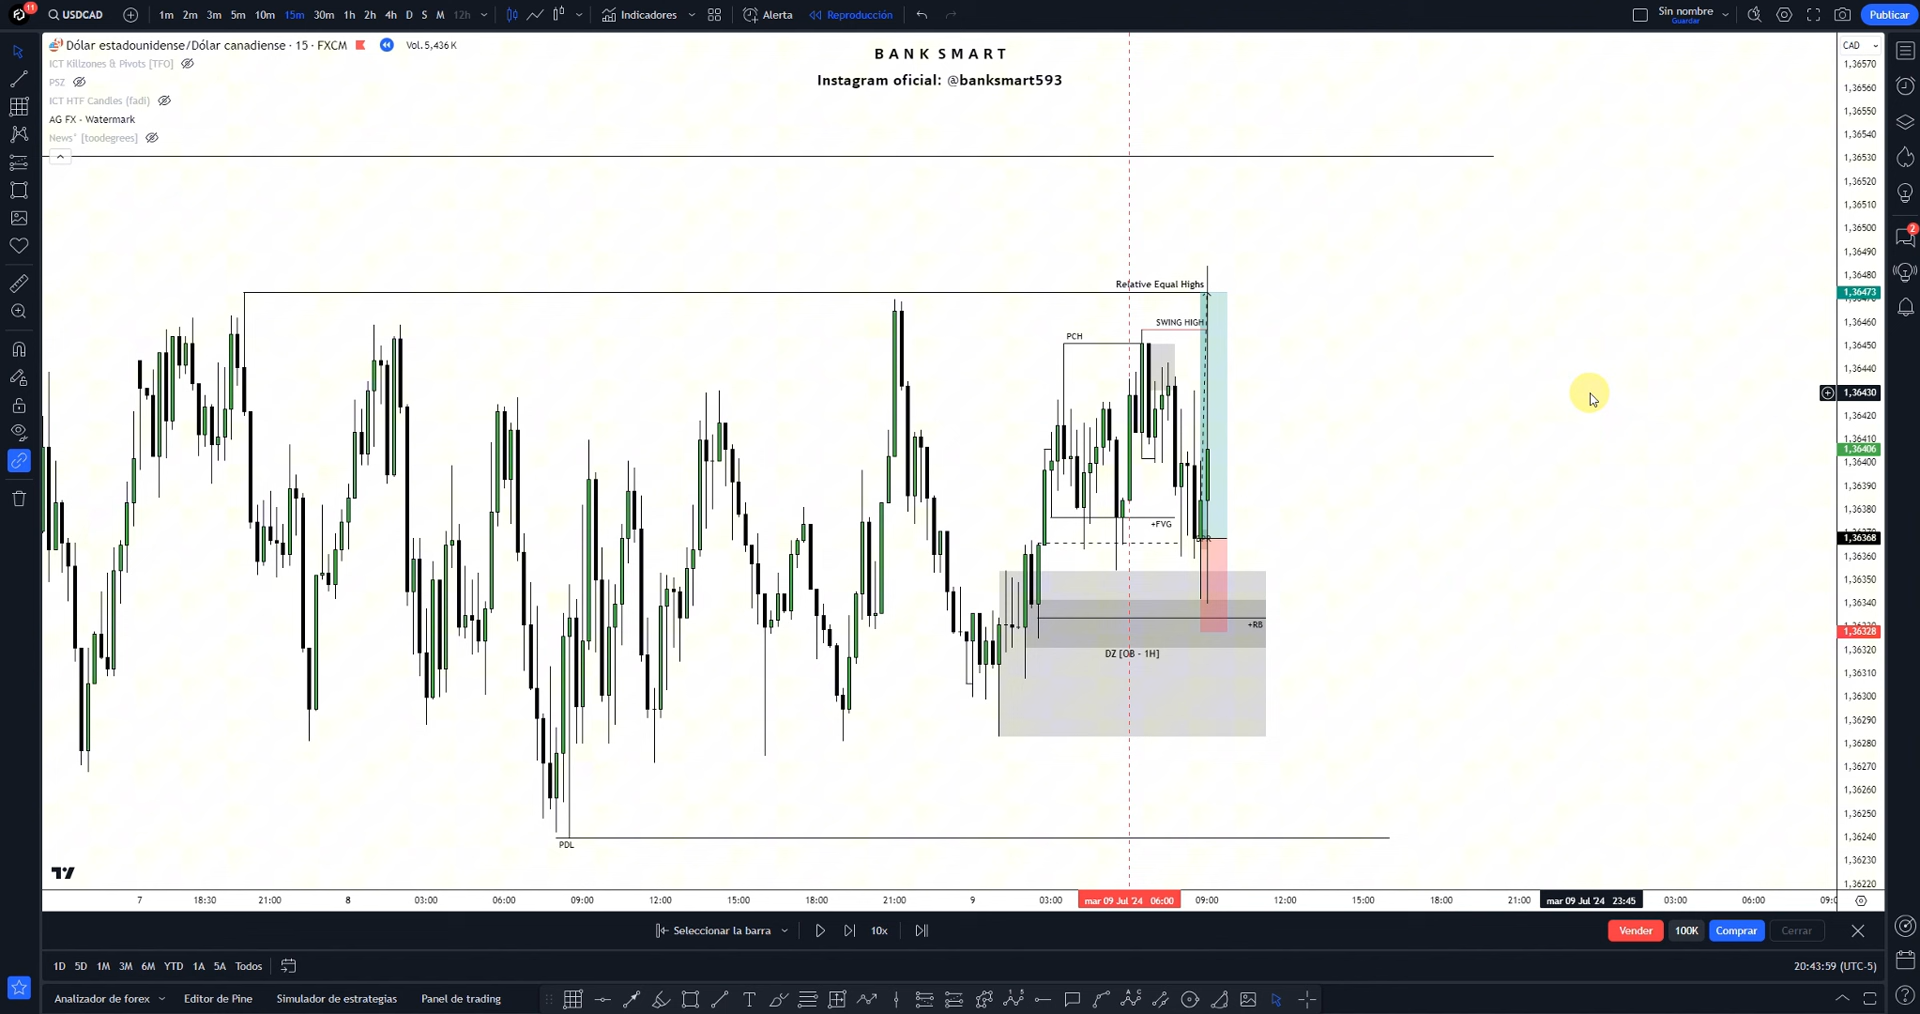 11
USDCAD
1m 2m 3m 5m 10m 15m 30m 1h 2h 4h D S M 12h
Indicadores
Alerta
Reproducción
Sin nombre
Guardar
Publicar
Dólar estadounidense/Dólar canadiense · 15 · FXCM
Vol. 5,436 K
ICT Killzones & Pivots [TFO]
PSZ
ICT HTF Candles (fadi)
AG FX - Watermark
News' [toodegrees]
BANK SMART
Instagram oficial: @banksmart593
CAD
1,36570
1,36560
1,36550
1,36540
1,36530
1,36520
1,36510
1,36500
1,36490
1,36480
1,36473
1,36460
1,36450
1,36440
1,36430
1,36420
1,36410
1,36406
1,36400
1,36390
1,36380
1,36368
1,36360
1,36350
1,36340
1,36328
1,36320
1,36310
1,36300
1,36290
1,36280
1,36270
1,36260
1,36250
1,36240
1,36230
1,36220
2
Relative Equal Highs
SWING HIGH
PCH
+FVG
BPR
+RB
DZ [OB - 1H]
PDL
7 18:30 21:00 8 03:00 06:00 09:00 12:00 15:00 18:00 21:00 9 03:00 mar 09 Jul '24 06:00 09:00 12:00 15:00 18:00 21:00 mar 09 Jul '24 23:45 03:00 06:00
Seleccionar la barra
10x
Vender
100K
Comprar
Cerrar
1D 5D 1M 3M 6M YTD 1A 5A Todos
20:43:59 (UTC-5)
Analizador de forex
Editor de Pine
Simulador de estrategias
Panel de trading